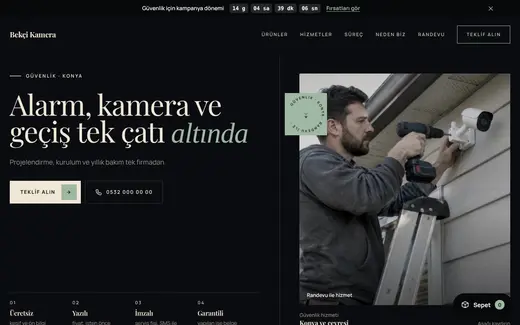 Güvenlik için kampanya dönemi 14 g 04 sa 39 dk 06 sn Fırsatları gör
Bekçi Kamera
ÜRÜNLER HİZMETLER SÜREÇ NEDEN BİZ RANDEVU TEKLİF ALIN
GÜVENLİK · KONYA
Alarm, kamera ve
geçiş tek çatı altında
Projelendirme, kurulum ve yıllık bakım tek firmadan.
TEKLİF ALIN
0532 000 00 00
Randevu ile hizmet
Sepet 0
01 02 03 04
Ücretsiz Yazılı İmzalı Garantili
Güvenlik hizmeti
Konya ve çevresi